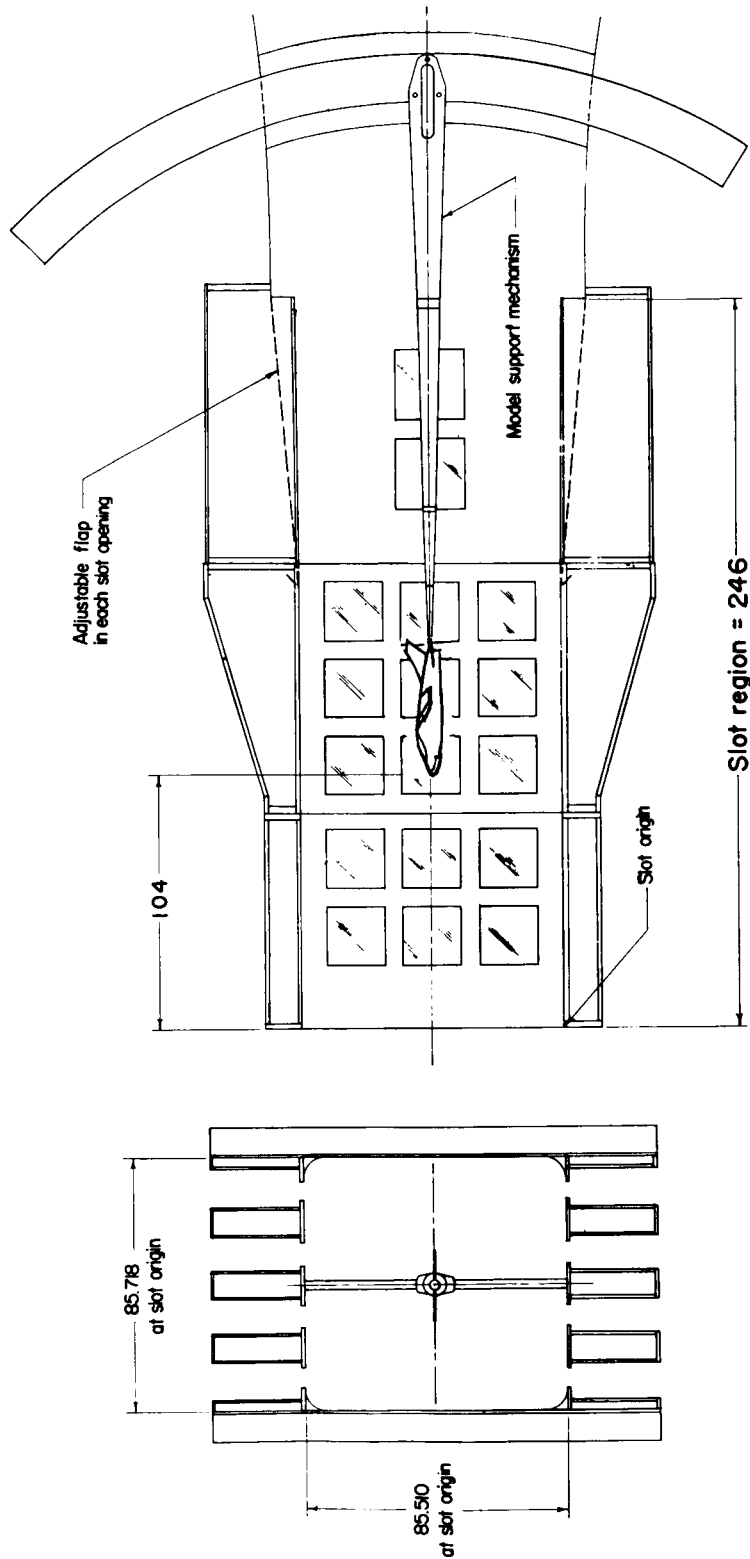 Adjustable flap
in each slot opening
104
Model support mechanism
Slot origin
Slot region = 246
85.718
at slot origin
85.510
at slot origin